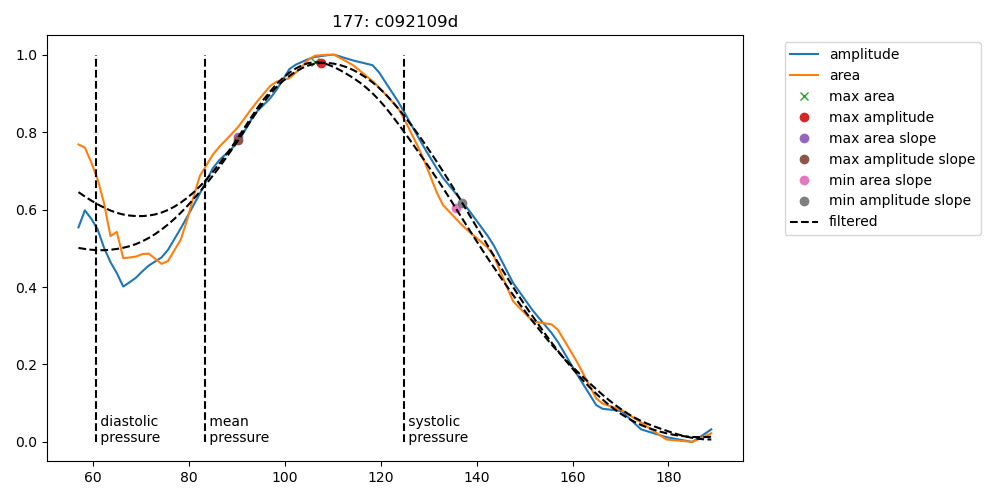 177: c092109d
1.0
0.8
0.6
0.4
0.2
0.0
diastolic
pressure
mean
pressure
systolic
pressure
60
80
100
120
140
160
180
amplitude
area
max area
max amplitude
max area slope
max amplitude slope
min area slope
min amplitude slope
filtered